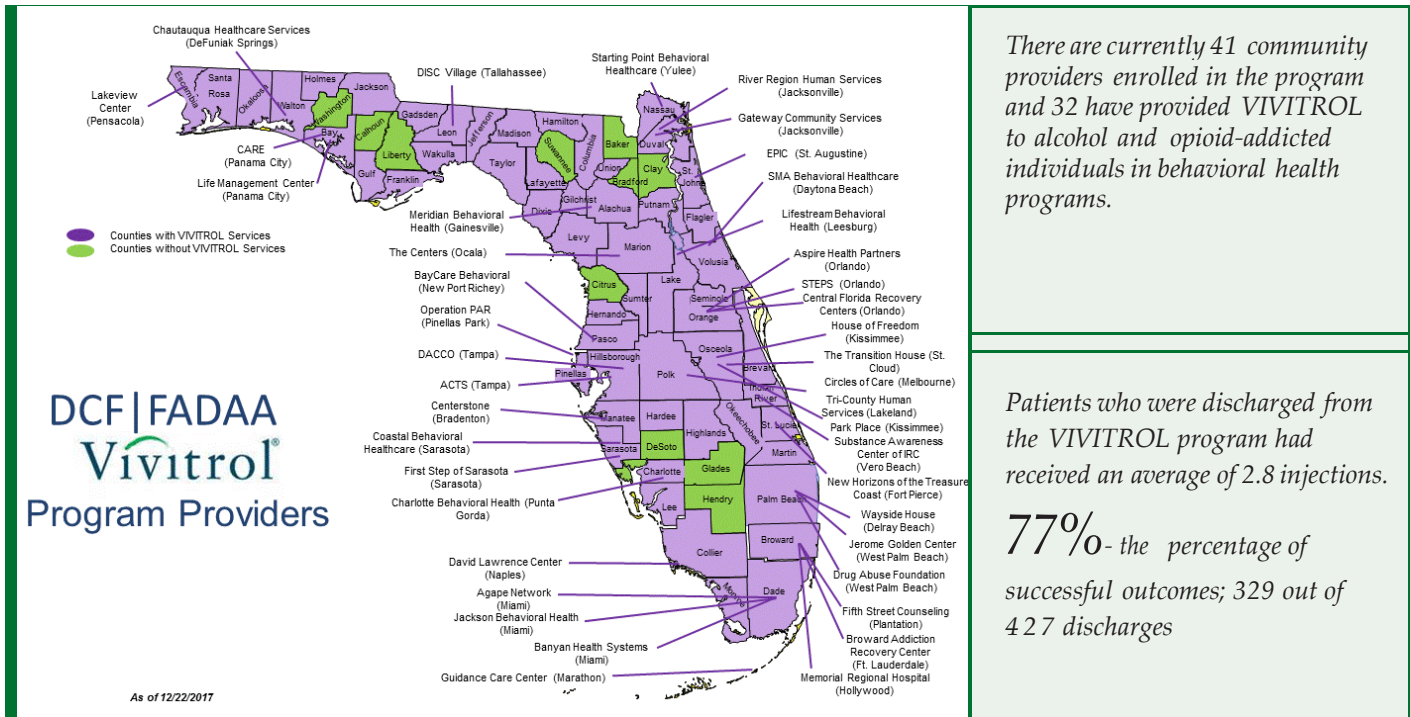 Chautauqua Healthcare Services
(DeFuniak Springs)
Lakeview
Center
(Pensacola)
CARE
(Panama City)
Life Management Center
(Panama City)
DISC Village (Tallahassee)
Starting Point Behavioral
Healthcare (Yulee)
River Region Human Services
(Jacksonville)
Gateway Community Services
(Jacksonville)
EPIC (St. Augustine)
SMA Behavioral Healthcare
(Daytona Beach)
Lifestream Behavioral
Health (Leesburg)
Aspire Health Partners
(Orlando)
STEPS (Orlando)
Central Florida Recovery
Centers (Orlando)
House of Freedom
(Kissimmee)
The Transition House (St.
Cloud)
Circles of Care (Melbourne)
Tri-County Human
Services (Lakeland)
Park Place (Kissimmee)
Substance Awareness
Center of IRC
(Vero Beach)
New Horizons of the Treasure
Coast (Fort Pierce)
Wayside House
(Delray Beach)
Jerome Golden Center
(West Palm Beach)
Drug Abuse Foundation
(West Palm Beach)
Fifth Street Counseling
(Plantation)
Broward Addiction
Recovery Center
(Ft. Lauderdale)
Memorial Regional Hospital
(Hollywood)
Meridian Behavioral
Health (Gainesville)
The Centers (Ocala)
BayCare Behavioral
(New Port Richey)
Operation PAR
(Pinellas Park)
DACCO (Tampa)
ACTS (Tampa)
Centerstone
(Bradenton)
Coastal Behavioral
Healthcare (Sarasota)
First Step of Sarasota
(Sarasota)
Charlotte Behavioral Health (Punta
Gorda)
David Lawrence Center
(Naples)
Agape Network
(Miami)
Jackson Behavioral Health
(Miami)
Banyan Health Systems
(Miami)
Guidance Care Center (Marathon)
Counties with VIVITROL Services
Counties without VIVITROL Services
Escambia
Santa
Rosa
Okaloosa
Walton
Holmes
Washington
Jackson
Bay
Calhoun
Gulf
Liberty
Gadsden
Franklin
Leon
Wakulla
Jefferson
Madison
Taylor
Hamilton
Suwannee
Lafayette
Columbia
Dixie
Gilchrist
Baker
Union
Bradford
Nassau
Duval
Clay
St.
Johns
Alachua
Putnam
Flagler
Levy
Marion
Volusia
Citrus
Sumter
Lake
Hernando
Seminole
Orange
Pasco
Osceola
Hillsborough
Pinellas
Polk
Brevard
Indian
River
Manatee
Hardee
Highlands
Okeechobee
St. Lucie
Sarasota
DeSoto
Martin
Charlotte
Glades
Lee
Hendry
Palm Beach
Broward
Collier
Monroe
Dade
DCF|FADAA
Vivitrol®
Program Providers
As of 12/22/2017
There are currently 41 community
providers enrolled in the program
and 32 have provided VIVITROL
to alcohol and opioid-addicted
individuals in behavioral health
programs.
Patients who were discharged from
the VIVITROL program had
received an average of 2.8 injections.
77%- the percentage of
successful outcomes; 329 out of
427 discharges